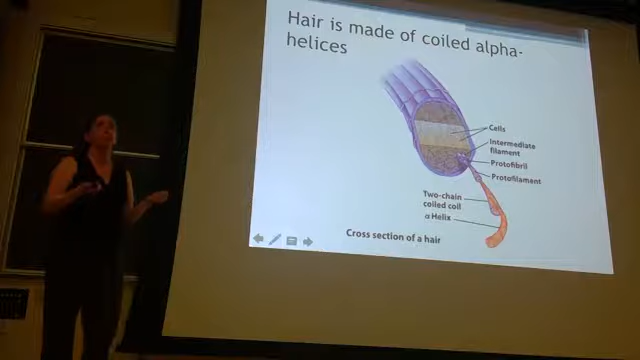 Hair is made of coiled alpha-
helices
Cells
Intermediate
filament
Protofibril
Protofilament
Two-chain
coiled coil
α Helix
Cross section of a hair